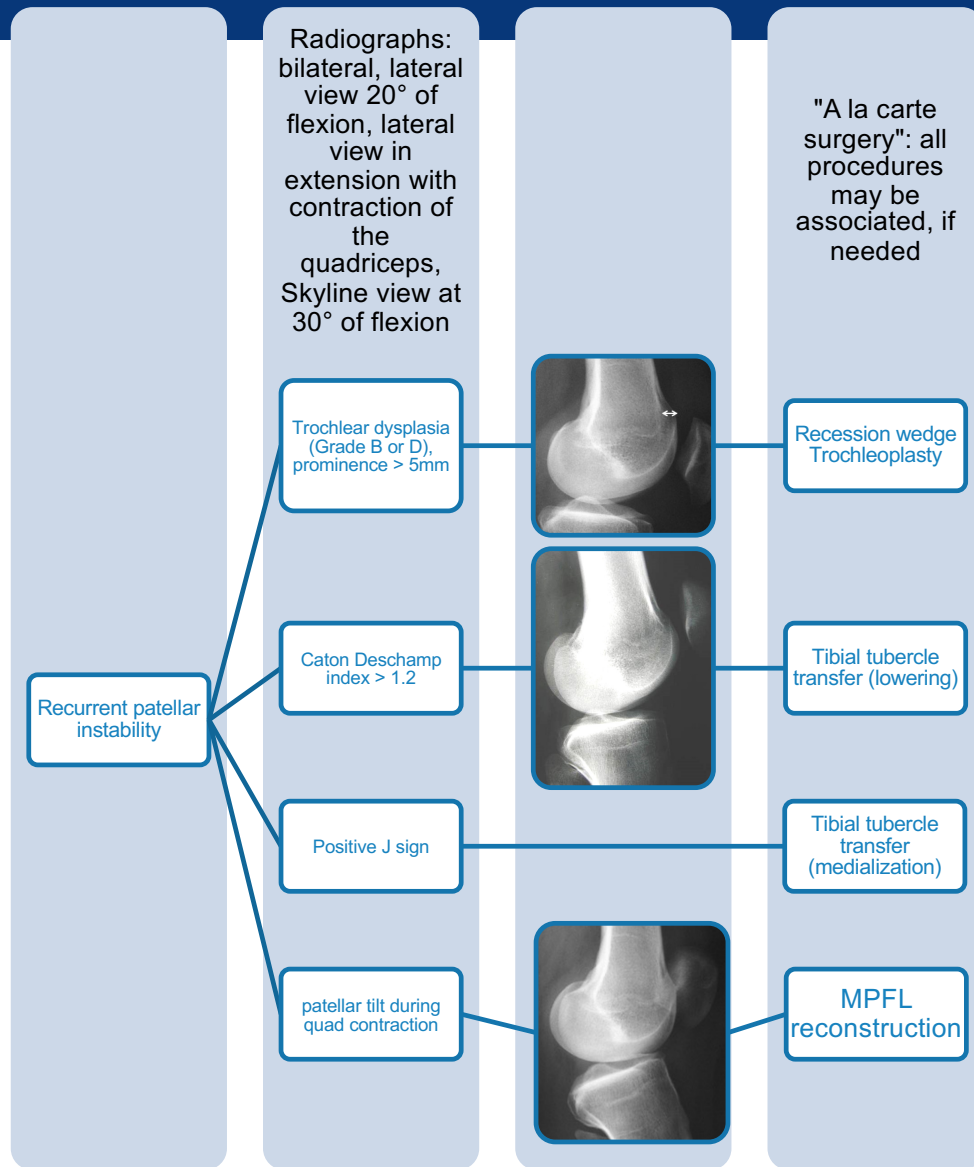 Radiographs:
bilateral, lateral
view 20° of
flexion, lateral
view in
extension with
contraction of
the
quadriceps,
Skyline view at
30° of flexion
"A la carte
surgery": all
procedures
may be
associated, if
needed
Recurrent patellar
instability
Trochlear dysplasia
(Grade B or D),
prominence > 5mm
Recession wedge
Trochleoplasty
Caton Deschamp
index > 1.2
Tibial tubercle
transfer (lowering)
Positive J sign
Tibial tubercle
transfer
(medialization)
patellar tilt during
quad contraction
MPFL
reconstruction